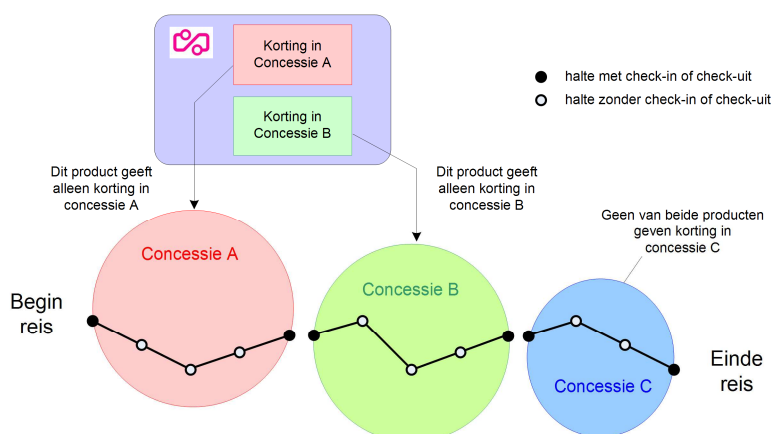 Korting in
Concessie A
Korting in
Concessie B
halte met check-in of check-uit
halte zonder check-in of check-uit
Dit product geeft
alleen korting in
concessie A
Dit product geeft
alleen korting in
concessie B
Geen van beide producten
geven korting in
concessie C
Concessie A
Concessie B
Begin
reis
Concessie C
Einde
reis